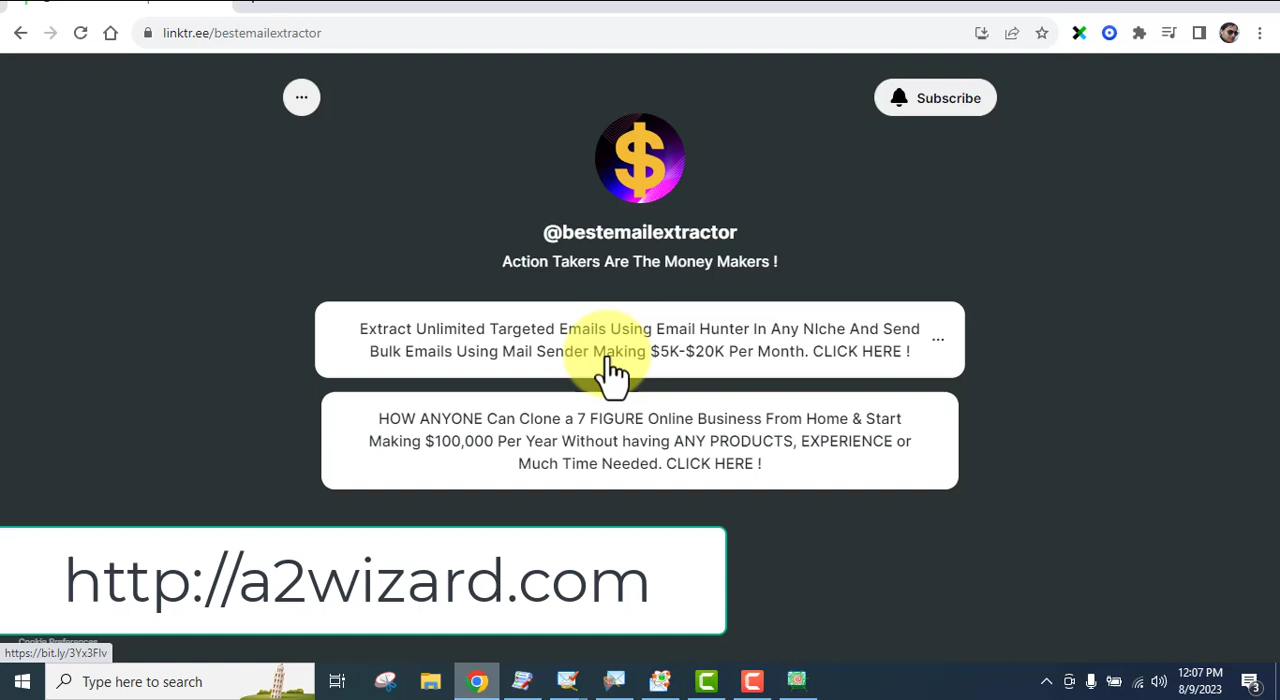 linktr.ee/bestemailextractor
Subscribe
$
@bestemailextractor
Action Takers Are The Money Makers !
Extract Unlimited Targeted Emails Using Email Hunter In Any NIche And Send
Bulk Emails Using Mail Sender Making $5K-$20K Per Month. CLICK HERE !
HOW ANYONE Can Clone a 7 FIGURE Online Business From Home & Start
Making $100,000 Per Year Without having ANY PRODUCTS, EXPERIENCE or
Much Time Needed. CLICK HERE !
http://a2wizard.com
Cookie Preferences
https://bit.ly/3Yx3Flv
Type here to search
12:07 PM
8/9/2023
3